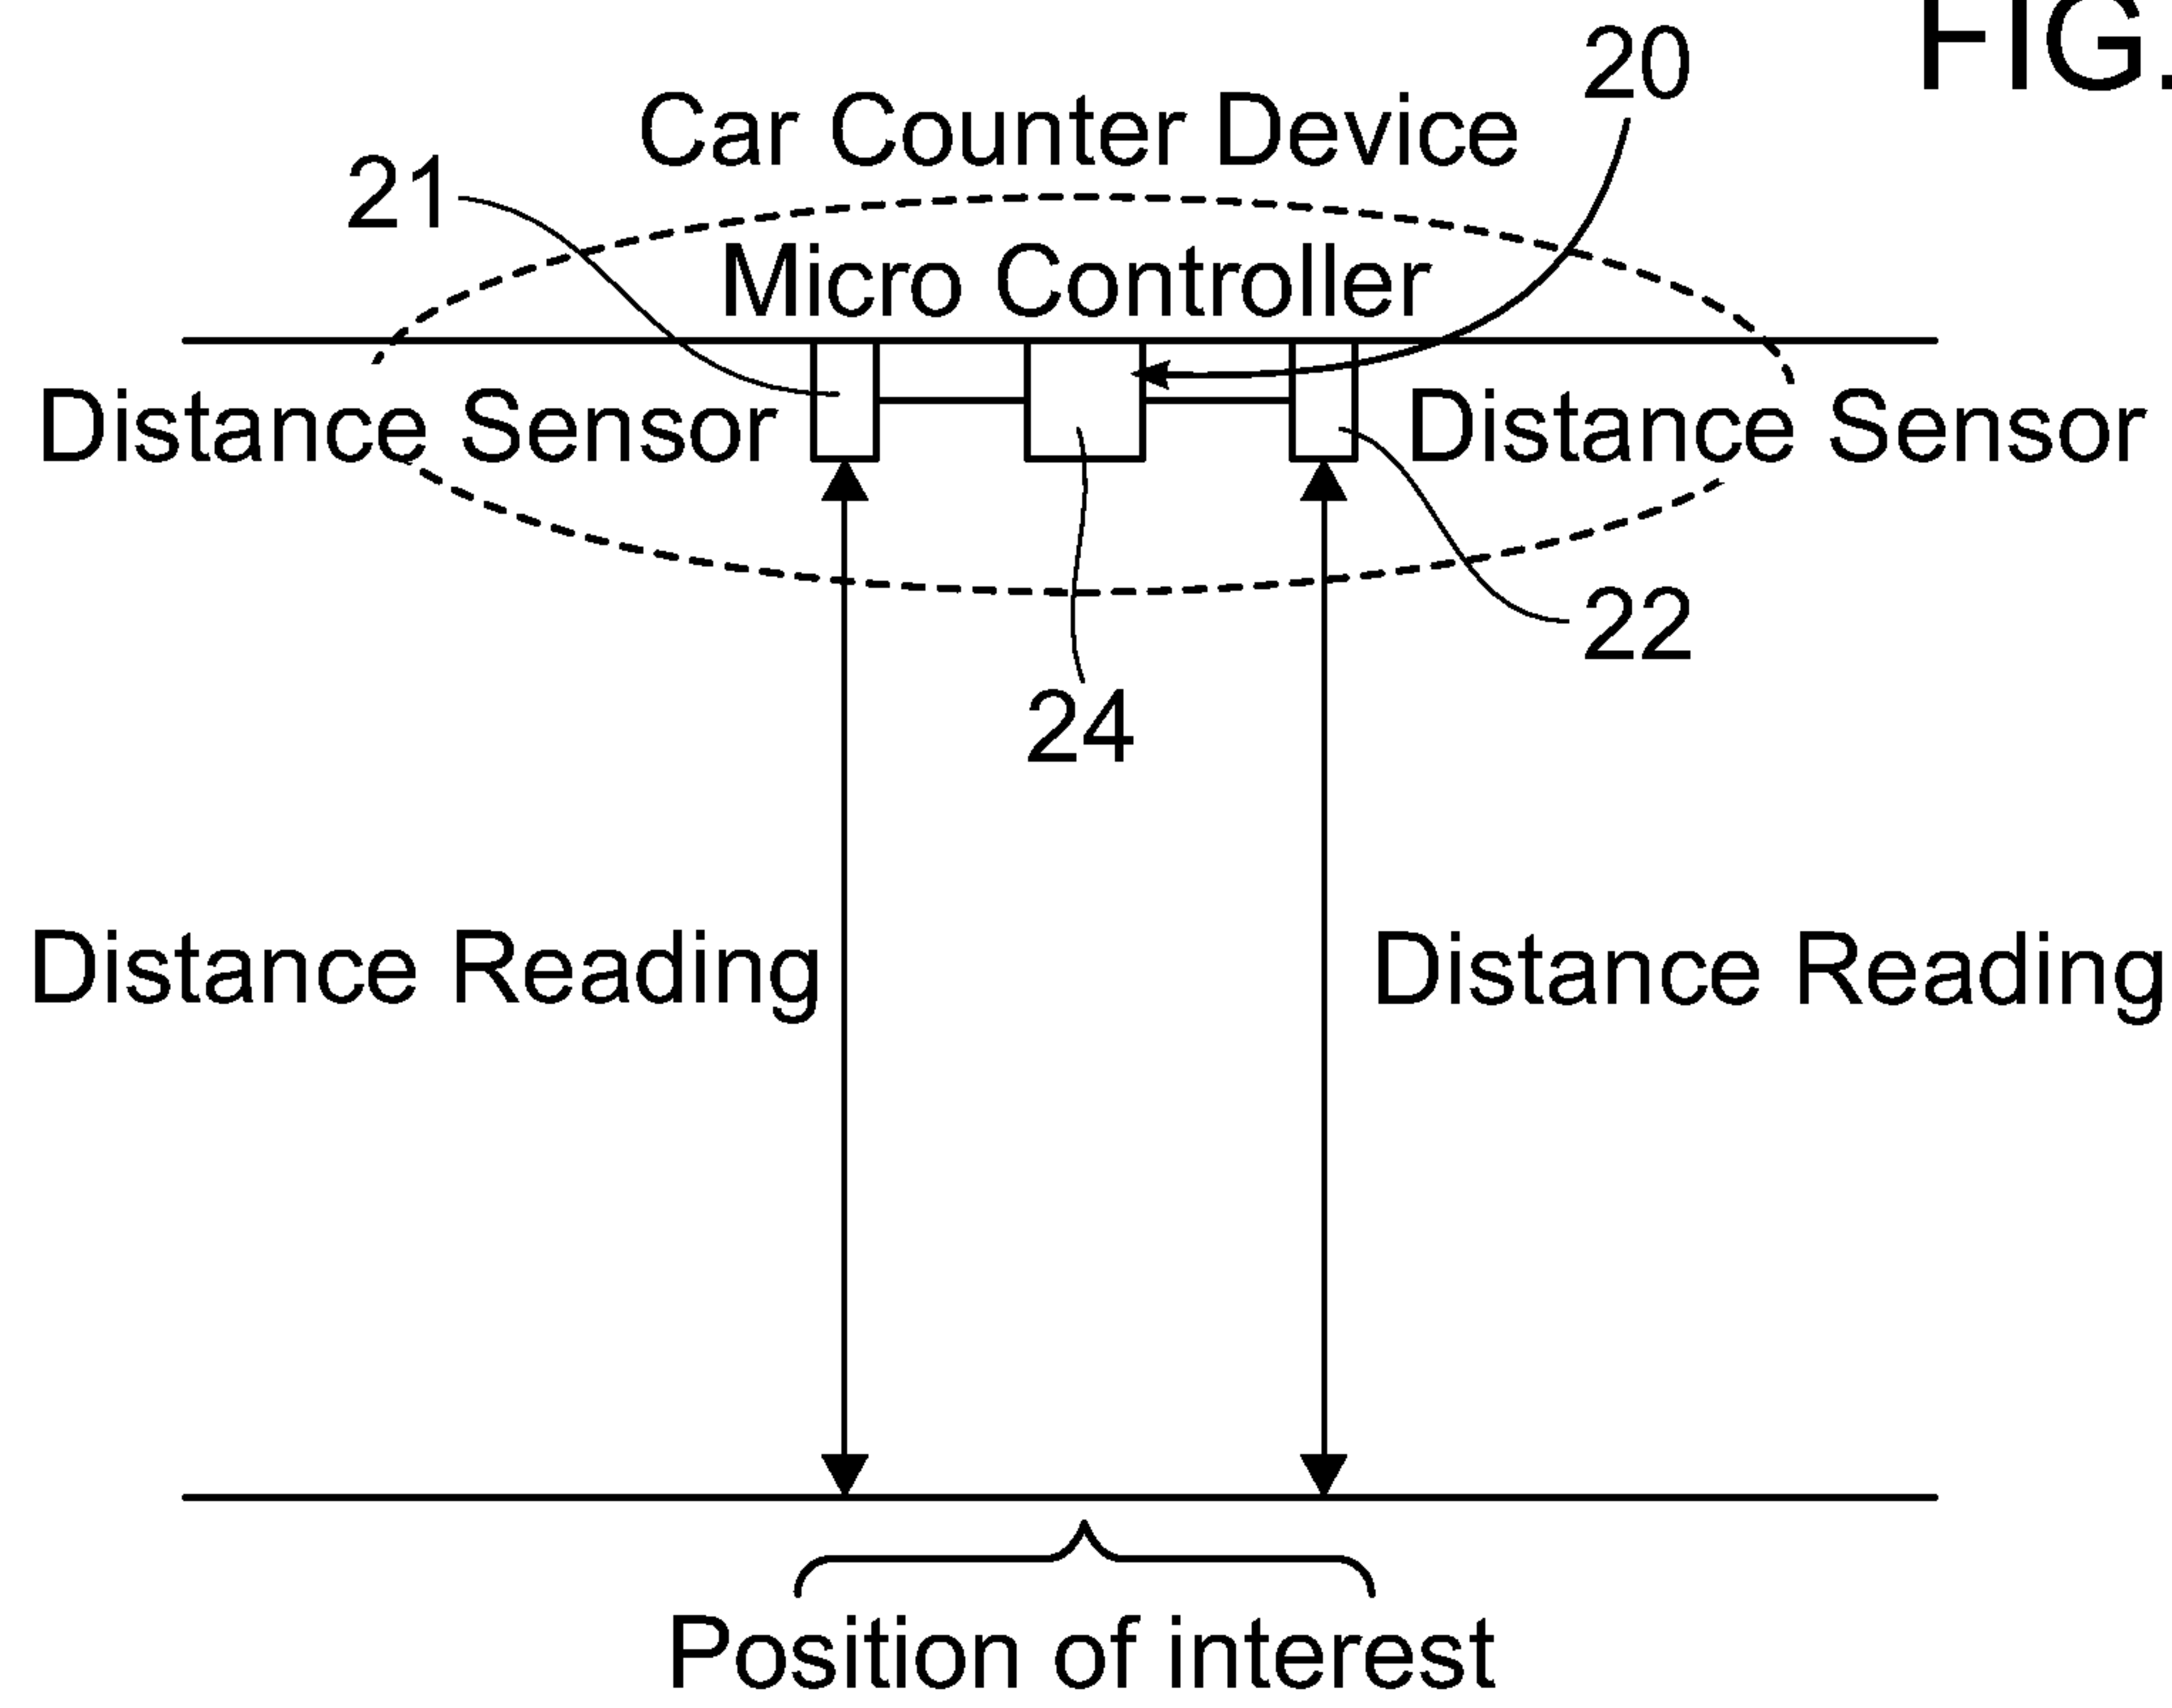 FIG.
20
Car Counter Device
21
Micro Controller
Distance Sensor
Distance Sensor
22
24
Distance Reading
Distance Reading
Position of interest